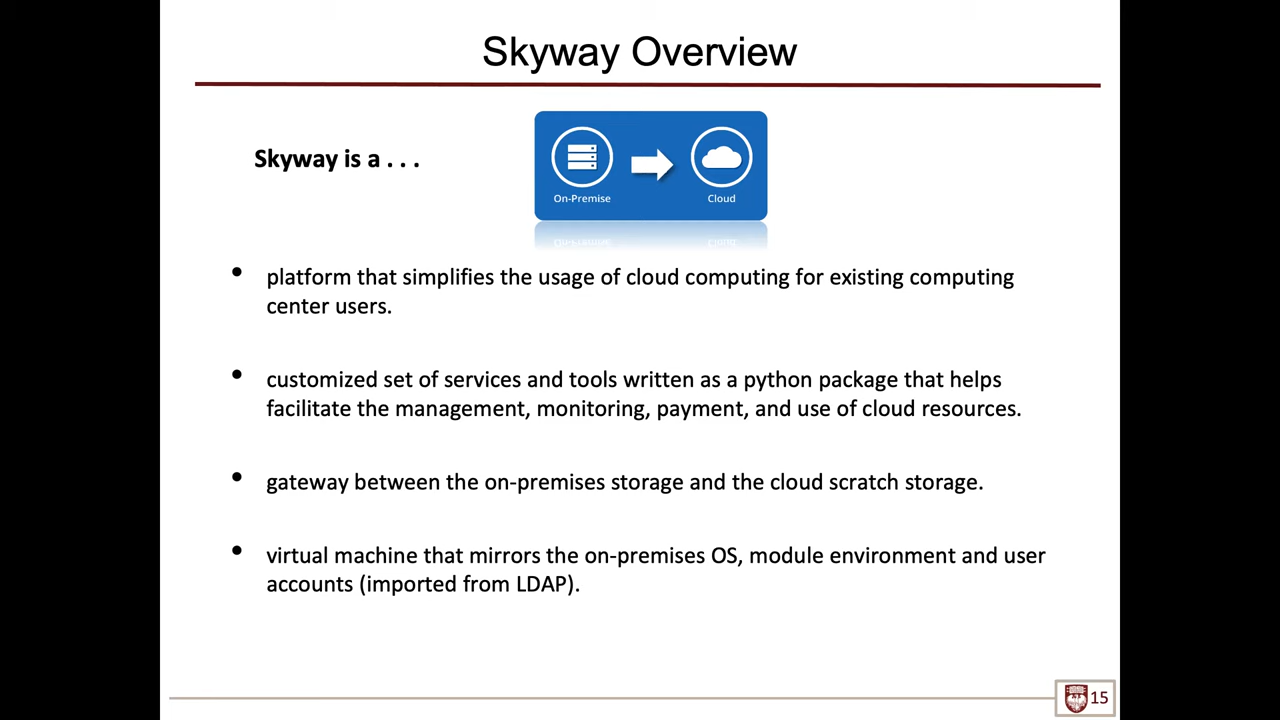 Skyway Overview
Skyway is a . . .
On-Premise
Cloud
• platform that simplifies the usage of cloud computing for existing computing
center users.
• customized set of services and tools written as a python package that helps
facilitate the management, monitoring, payment, and use of cloud resources.
• gateway between the on-premises storage and the cloud scratch storage.
• virtual machine that mirrors the on-premises OS, module environment and user
accounts (imported from LDAP).
15